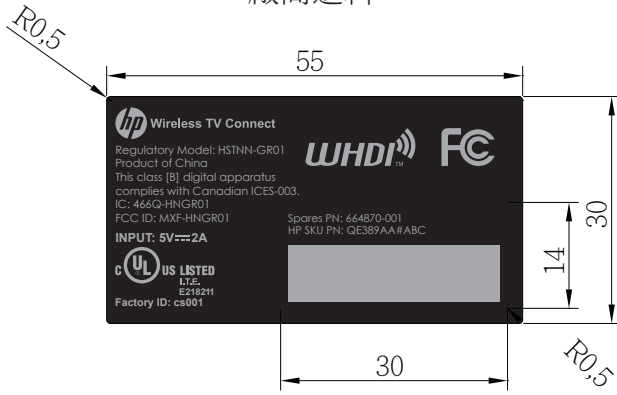 R0,5
55
hp Wireless TV Connect
Regulatory Model: HSTNN-GR01
Product of China
This class [B] digital apparatus
complies with Canadian ICES-003.
IC: 466Q-HNGR01
FCC ID: MXF-HNGR01
INPUT: 5V⎓2A
C UL US LISTED
I.T.E.
E218211
Factory ID: cs001
WHDI™
FC
Spares PN: 664870-001
HP SKU PN: QE389AA#ABC
30
14
30
R0,5